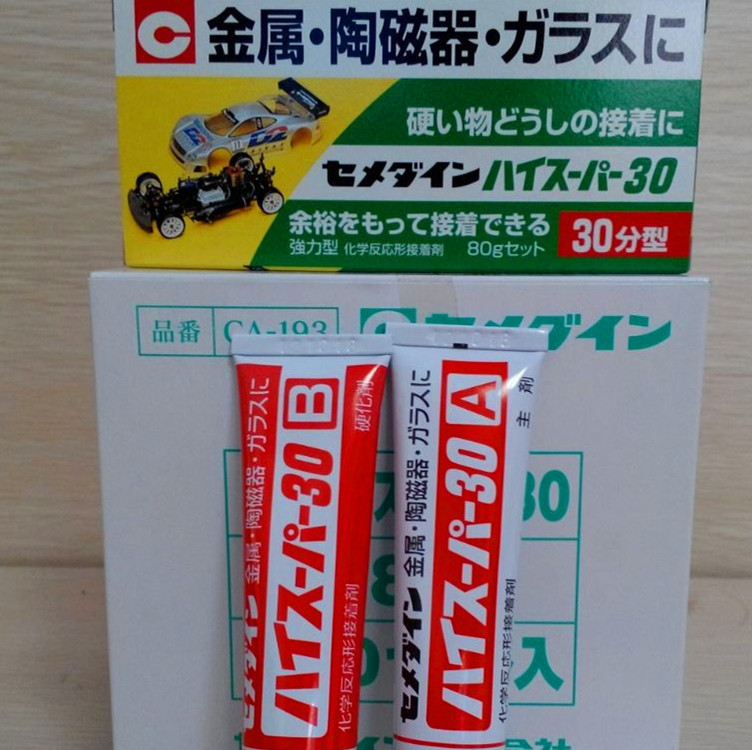 C 金属・陶磁器・ガラスに
硬い物どうしの接着に
セメダインハイスーパー30
余裕をもって接着できる
強力型 化学反応形接着剤 80gセット
30分型
品番 CA-193
セメダイン
B
硬化剤
金属・陶磁器・ガラスに
セメダイン ハイスーパー30
化学反応形接着剤
A
主剤
金属・陶磁器・ガラスに
セメダイン ハイスーパー30
化学反応形接着剤
30
入